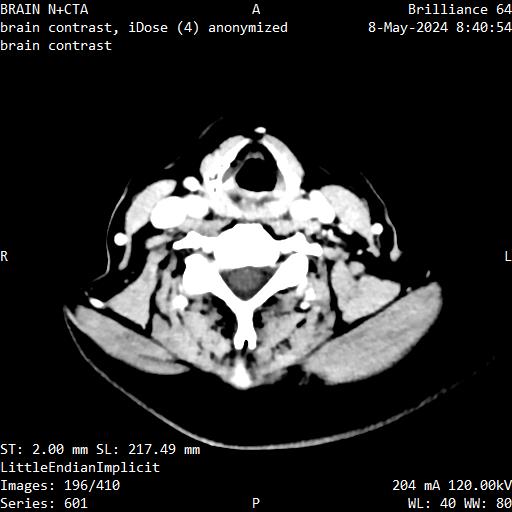 BRAIN N+CTA
A
Brilliance 64
brain contrast, iDose (4) anonymized
8-May-2024 8:40:54
brain contrast
R
L
ST: 2.00 mm SL: 217.49 mm
LittleEndianImplicit
Images: 196/410
204 mA 120.00kV
Series: 601
P
WL: 40 WW: 80